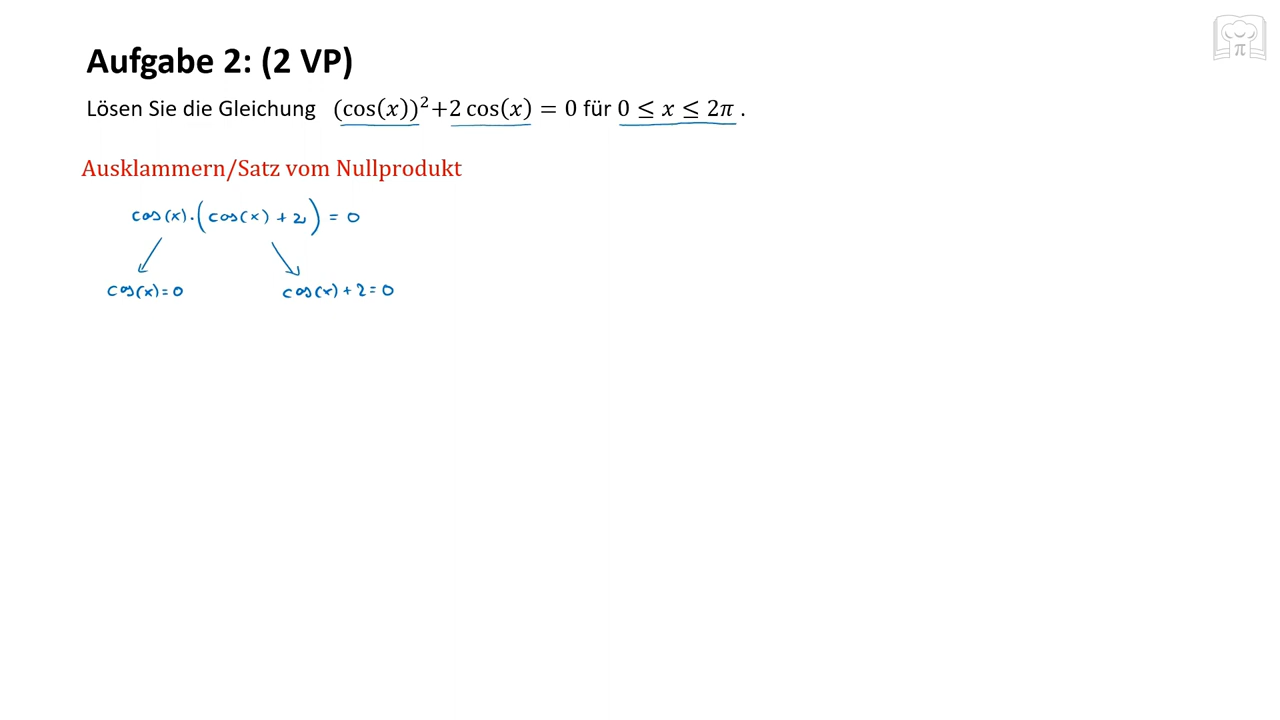 Aufgabe 2: (2 VP)
Lösen Sie die Gleichung (cos(x))²+2 cos(x) = 0 für 0 ≤ x ≤ 2π .
Ausklammern/Satz vom Nullprodukt
cos(x)·(cos(x) + 2) = 0
cos(x) = 0 cos(x) + 2 = 0
π